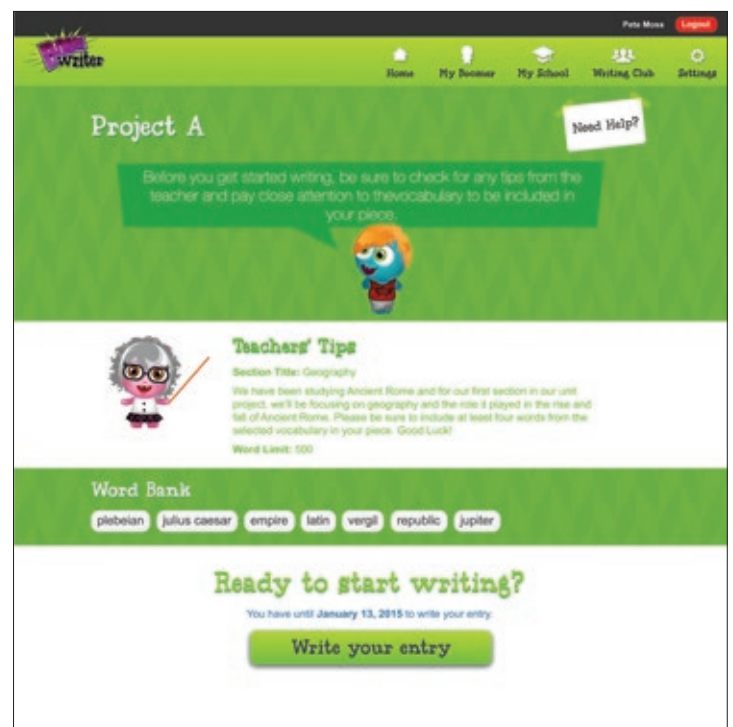 Pete Moss Logout
writer
Home My Boomer My School Writing Club Settings
Project A
Need Help?
Before you get started writing, be sure to check for any tips from the
teacher and pay close attention to thevocabulary to be included in
your piece.
Teachers' Tips
Section Title: Geography
We have been studying Ancient Rome and for our first section in our unit
project, we'll be focusing on geography and the role it played in the rise and
fall of Ancient Rome. Please be sure to include at least four words from the
selected vocabulary in your piece. Good Luck!
Word Limit: 500
Word Bank
plebeian julius caesar empire latin vergil republic jupiter
Ready to start writing?
You have until January 13, 2015 to write your entry.
Write your entry